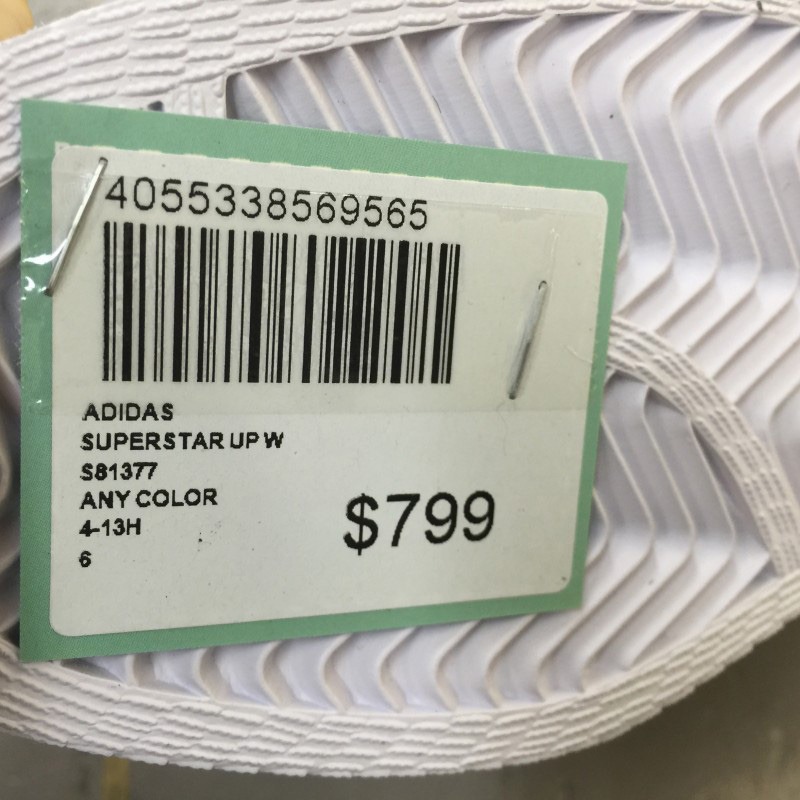 4055338569565
ADIDAS
SUPERSTAR UP W
S81377
ANY COLOR
4-13H
6
$799